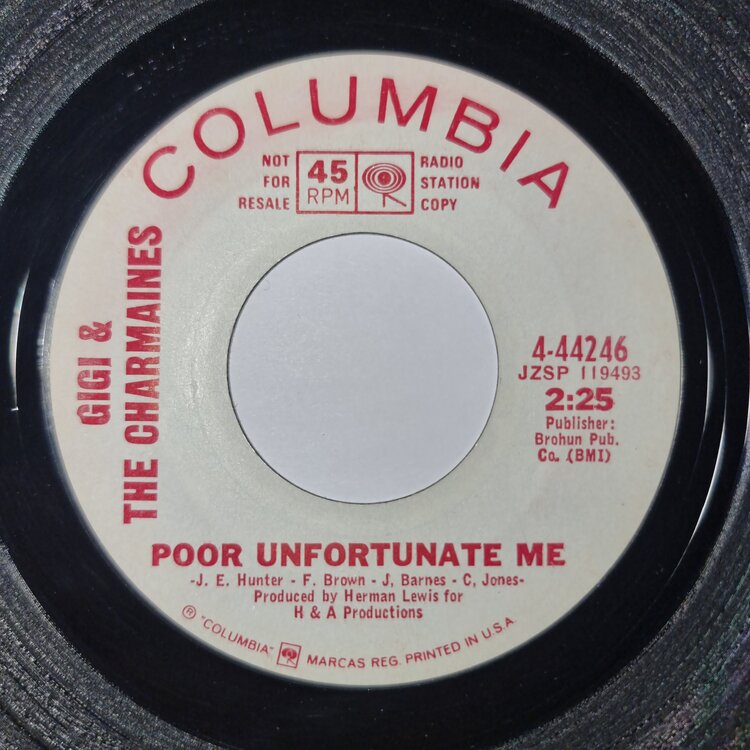 COLUMBIA
NOT
FOR
RESALE
45
RPM
RADIO
STATION
COPY
GIGI &
THE CHARMAINES
4-44246
JZSP 119493
2:25
Publisher:
Brohun Pub.
Co. (BMI)
POOR UNFORTUNATE ME
-J. E. Hunter - F. Brown - J. Barnes - C. Jones-
Produced by Herman Lewis for
H & A Productions
Ⓡ "COLUMBIA" MARCAS REG. PRINTED IN U.S.A.